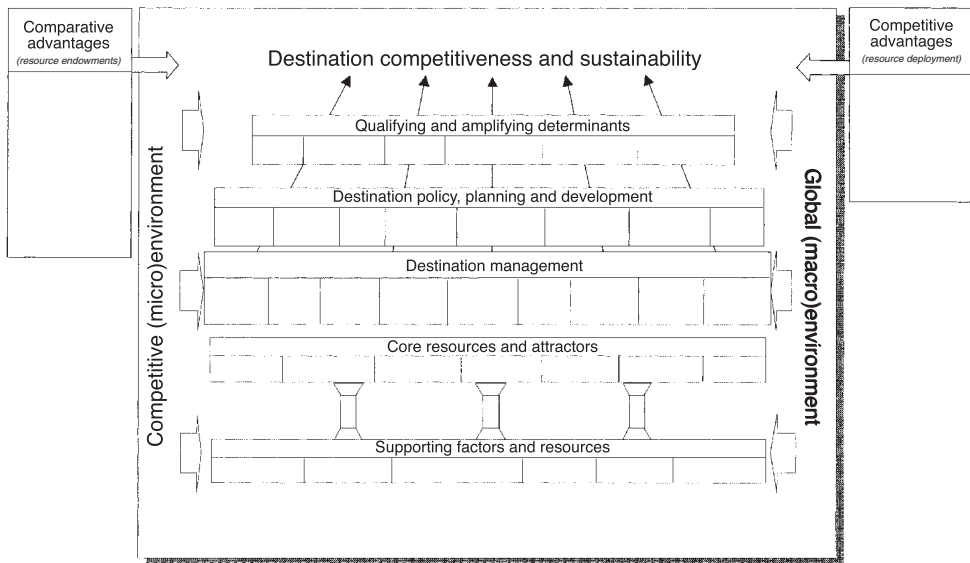 Comparative
advantages
(resource endowments)
Competitive
advantages
(resource deployment)
Destination competitiveness and sustainability
Qualifying and amplifying determinants
Destination policy, planning and development
Destination management
Core resources and attractors
Supporting factors and resources
Competitive (micro)environment
Global (macro)environment